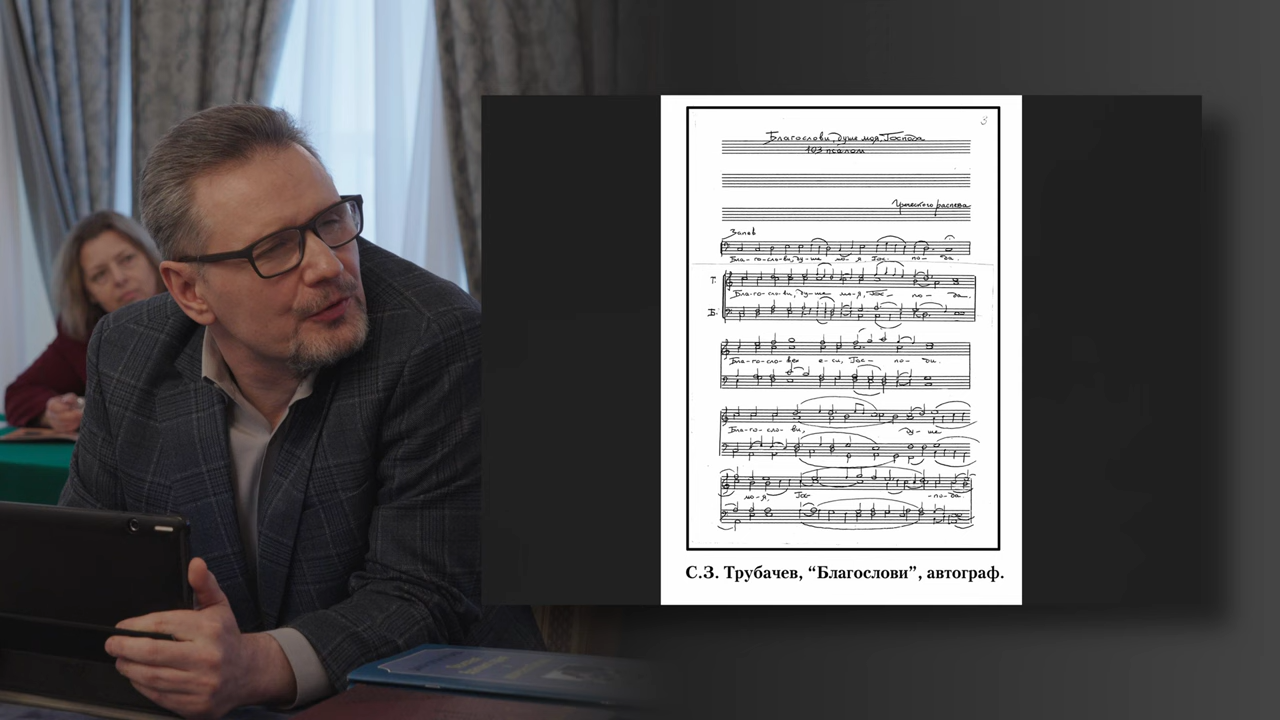 3
Благослови, душе моя, Господа
103 псалом
Греческого распева
Запев
Бла-го-сло-ви, ду-ше мо-я Гос- по- да.
Т.
Бла-го-сло-ви, ду-ше мо-я, Гос- по- да.
Б.
Бла-го-сло-вен е-си, Гос- по- ди.
Бла-го-сло-ви, ду-ше
мо-я, Гос- -по-да
С.З. Трубачев, “Благослови”, автограф.